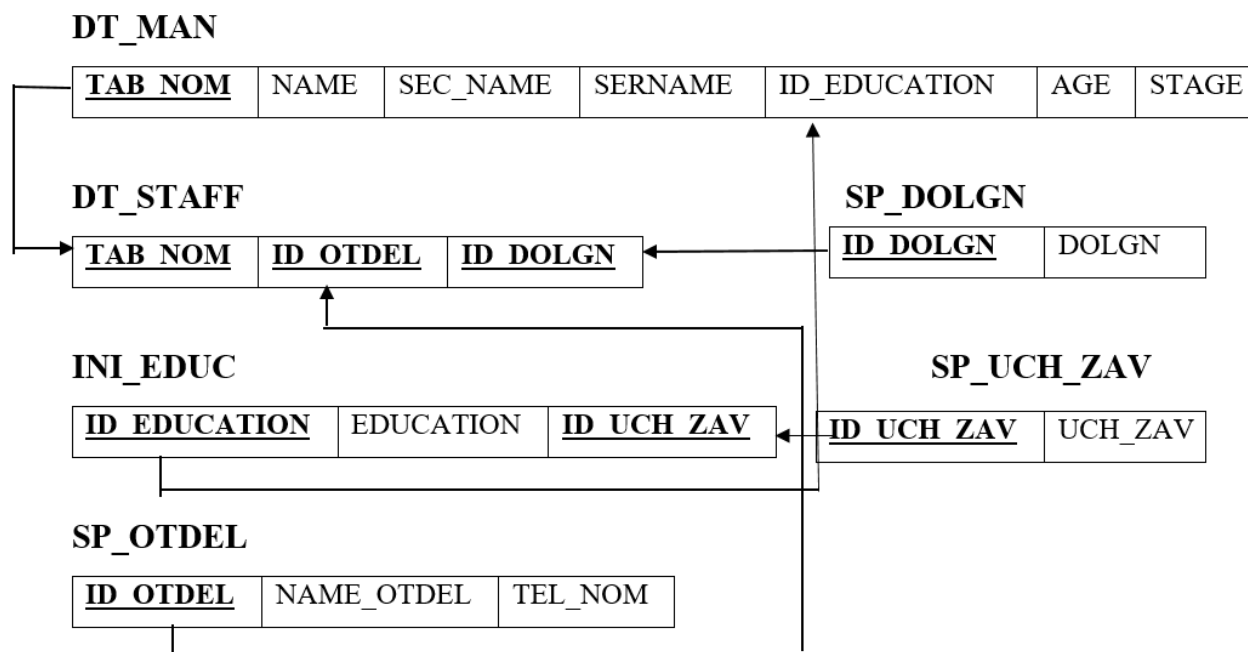 DT_MAN
TAB_NOM NAME SEC_NAME SERNAME ID_EDUCATION AGE STAGE
DT_STAFF
TAB_NOM ID_OTDEL ID_DOLGN
SP_DOLGN
ID_DOLGN DOLGN
INI_EDUC
ID_EDUCATION EDUCATION ID_UCH_ZAV
SP_UCH_ZAV
ID_UCH_ZAV UCH_ZAV
SP_OTDEL
ID_OTDEL NAME_OTDEL TEL_NOM